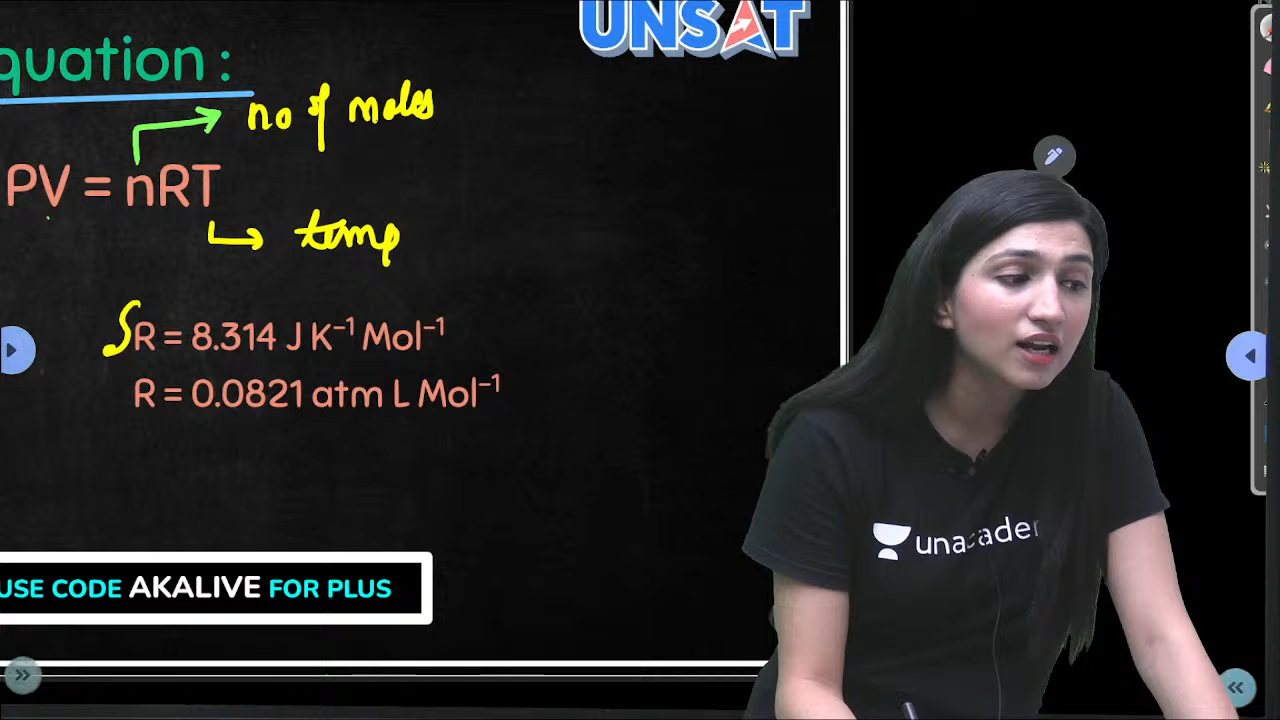 UNSAT
quation :
no of moles
PV = nRT
temp
R = 8.314 J K⁻¹ Mol⁻¹
R = 0.0821 atm L Mol⁻¹
unacadem
USE CODE AKALIVE FOR PLUS